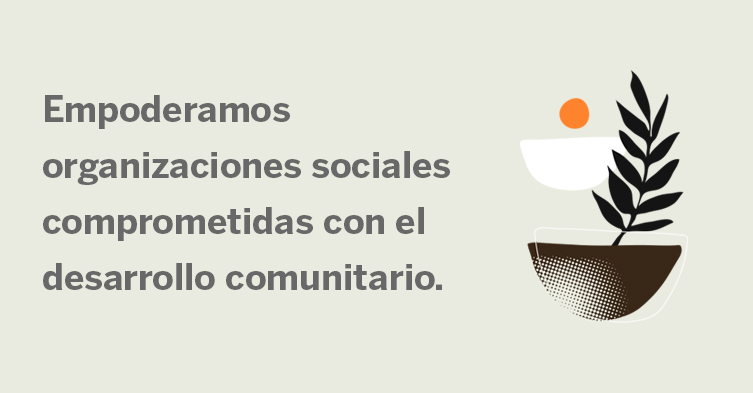 Empoderamos
organizaciones sociales
comprometidas con el
desarrollo comunitario.